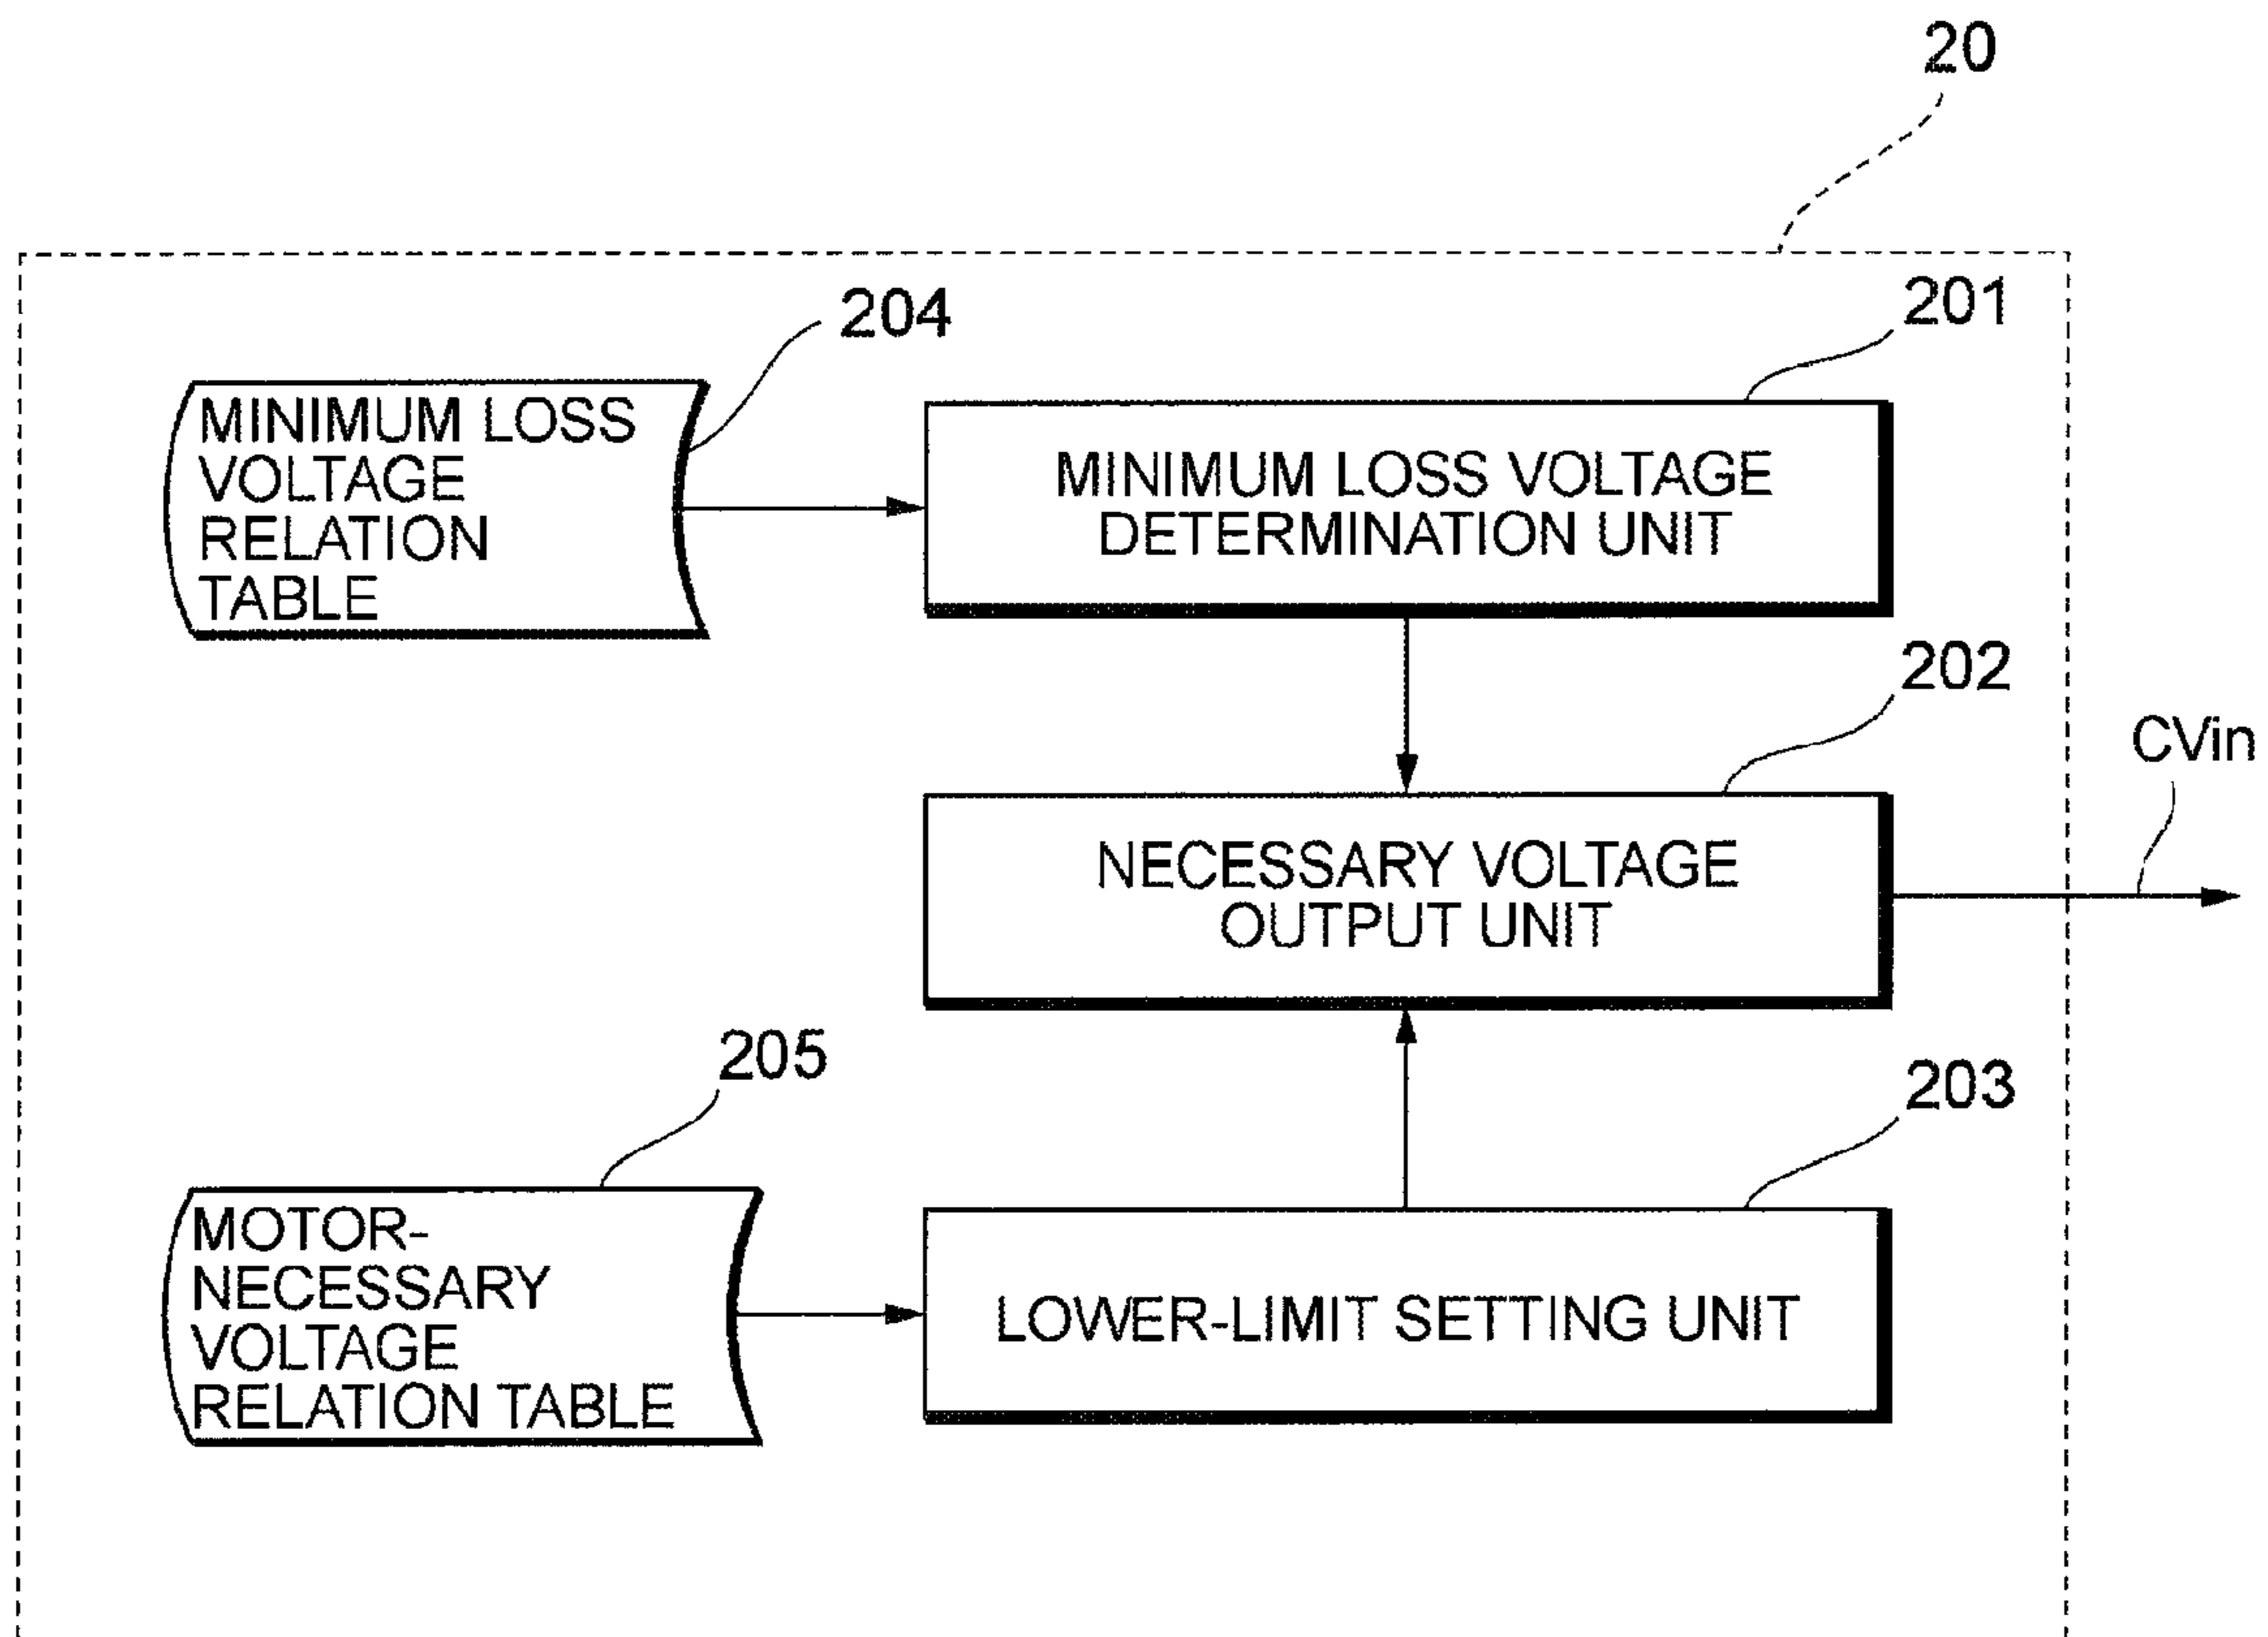 20
201
204
MINIMUM LOSS
VOLTAGE
RELATION
TABLE
MINIMUM LOSS VOLTAGE
DETERMINATION UNIT
202
CVin
NECESSARY VOLTAGE
OUTPUT UNIT
205
203
MOTOR-
NECESSARY
VOLTAGE
RELATION TABLE
LOWER-LIMIT SETTING UNIT